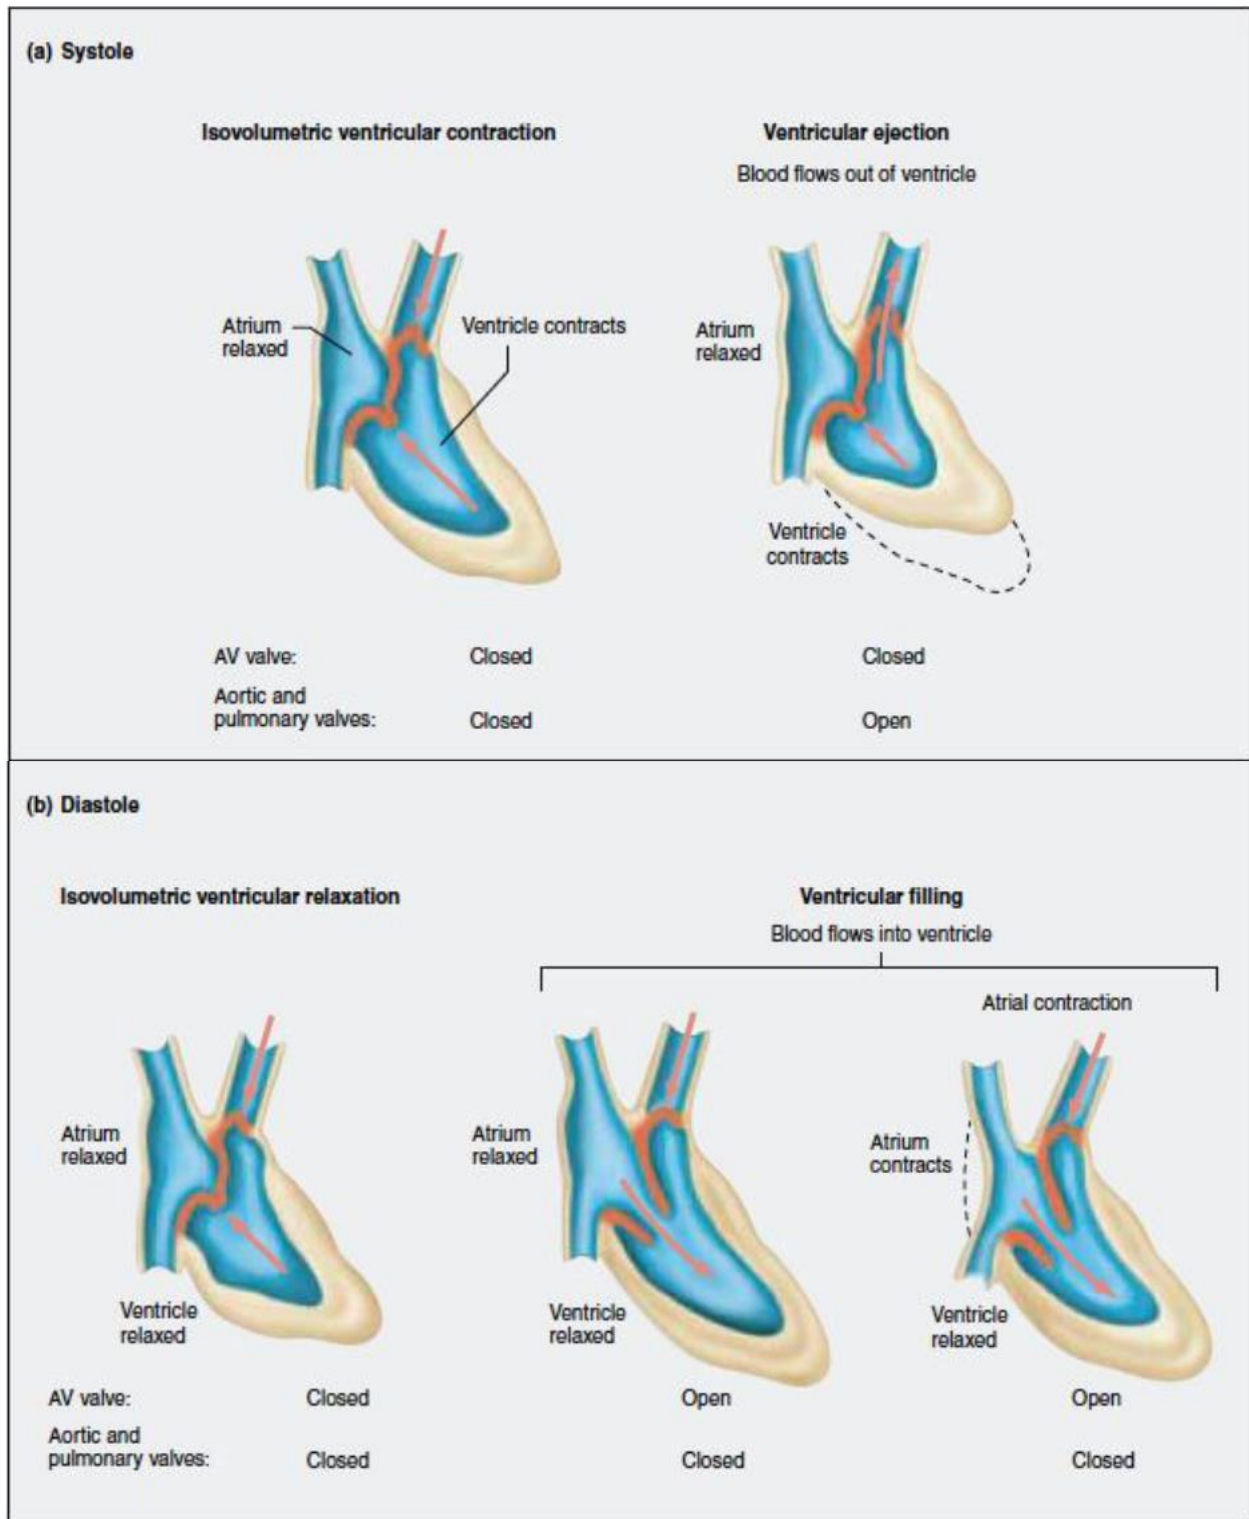 (a) Systole
Isovolumetric ventricular contraction
Ventricular ejection
Blood flows out of ventricle
Atrium
relaxed
Ventricle contracts
Atrium
relaxed
Ventricle
contracts
AV valve:
Closed
Closed
Aortic and
pulmonary valves:
Closed
Open
(b) Diastole
Isovolumetric ventricular relaxation
Ventricular filling
Blood flows into ventricle
Atrial contraction
Atrium
relaxed
Ventricle
relaxed
Atrium
relaxed
Ventricle
relaxed
Atrium
contracts
Ventricle
relaxed
AV valve:
Closed
Open
Open
Aortic and
pulmonary valves:
Closed
Closed
Closed